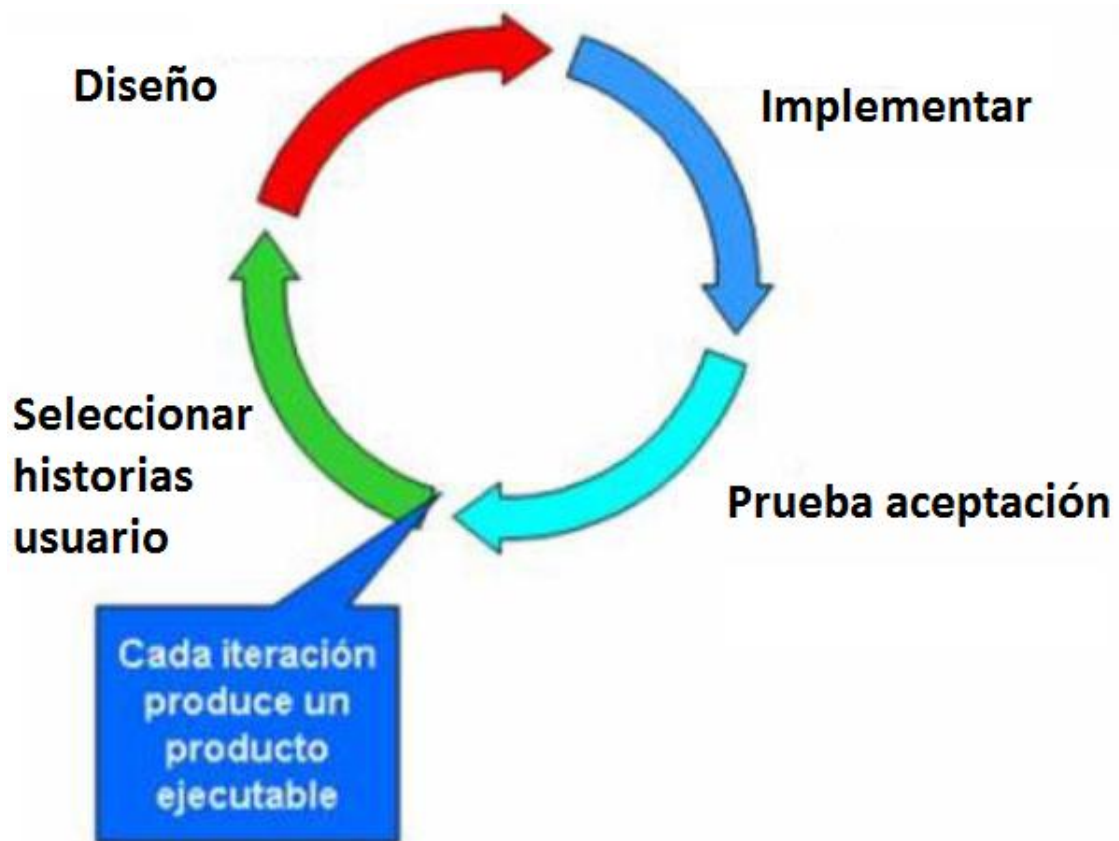 Diseño
Implementar
Seleccionar
historias
usuario
Prueba aceptación
Cada iteración
produce un
producto
ejecutable